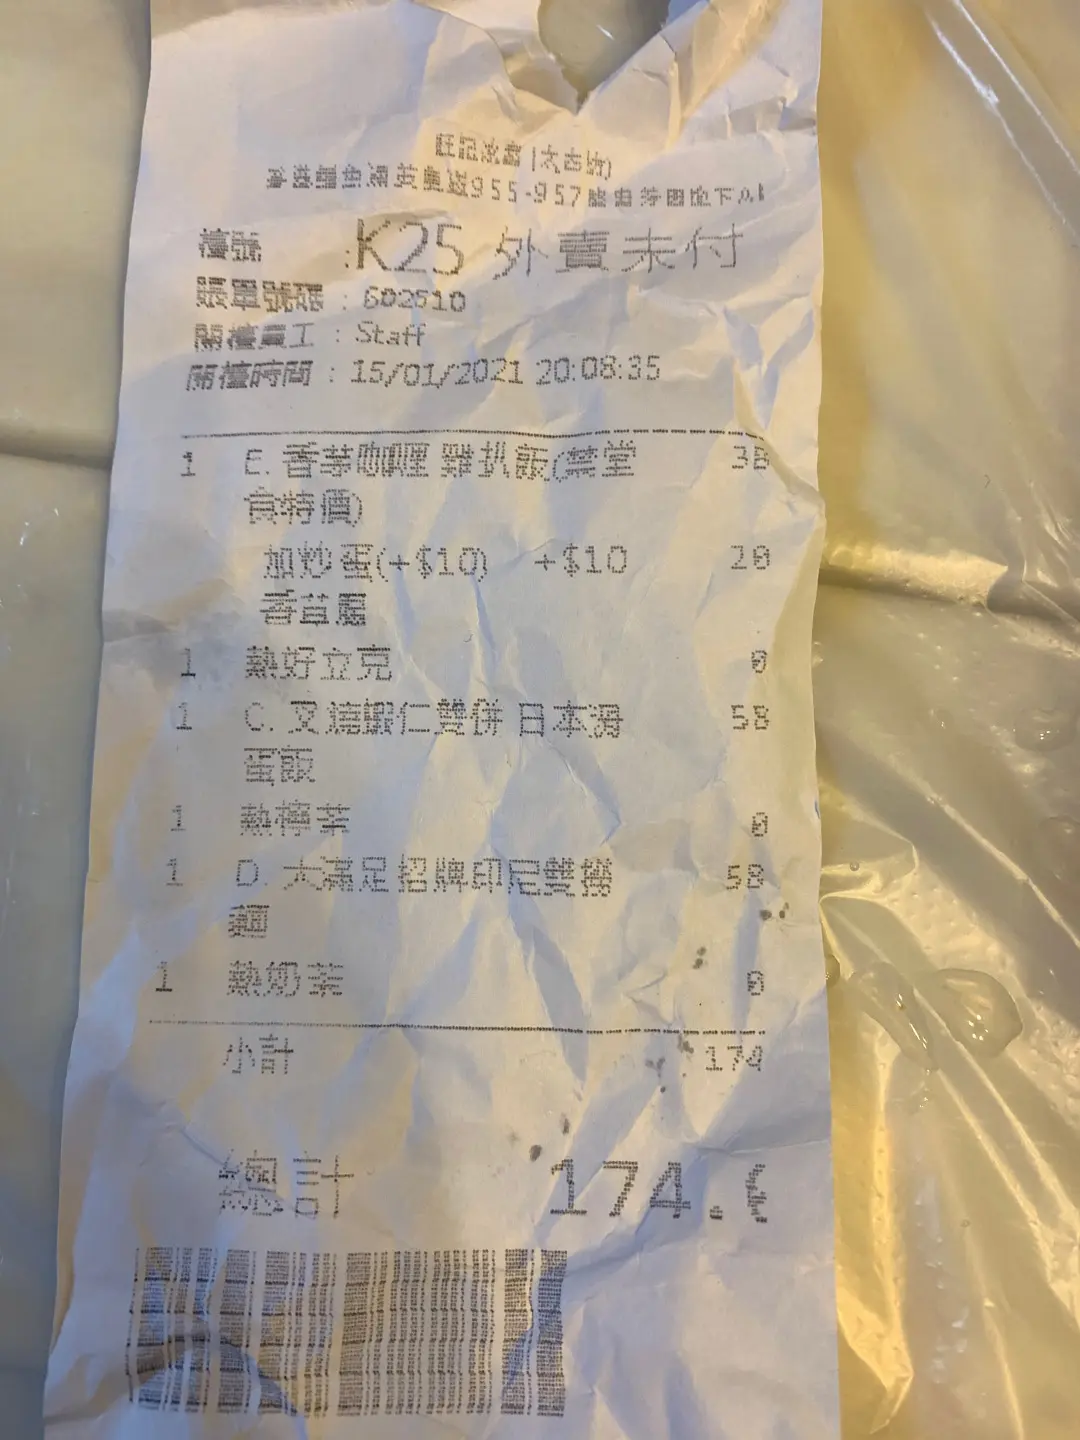 旺記冰室(太古坊)
香港鰂魚涌英皇道955-957號
檯號 :K25 外賣未付
賬單號碼 : 602510
開檯員工 : Staff
開檯時間 : 15/01/2021 20:08:35
1 E. 香茅咖喱 雞扒飯(禁堂 38
食特價)
加炒蛋(+$10) +$10 20
1 熱好立克 0
1 C. 叉燒蝦仁雙併 日本滑 58
蛋飯
1 熱檸茶 0
1 D. 大滿足招牌印尼雙撈 58
1 熱奶茶 0
小計 174
總計 174.